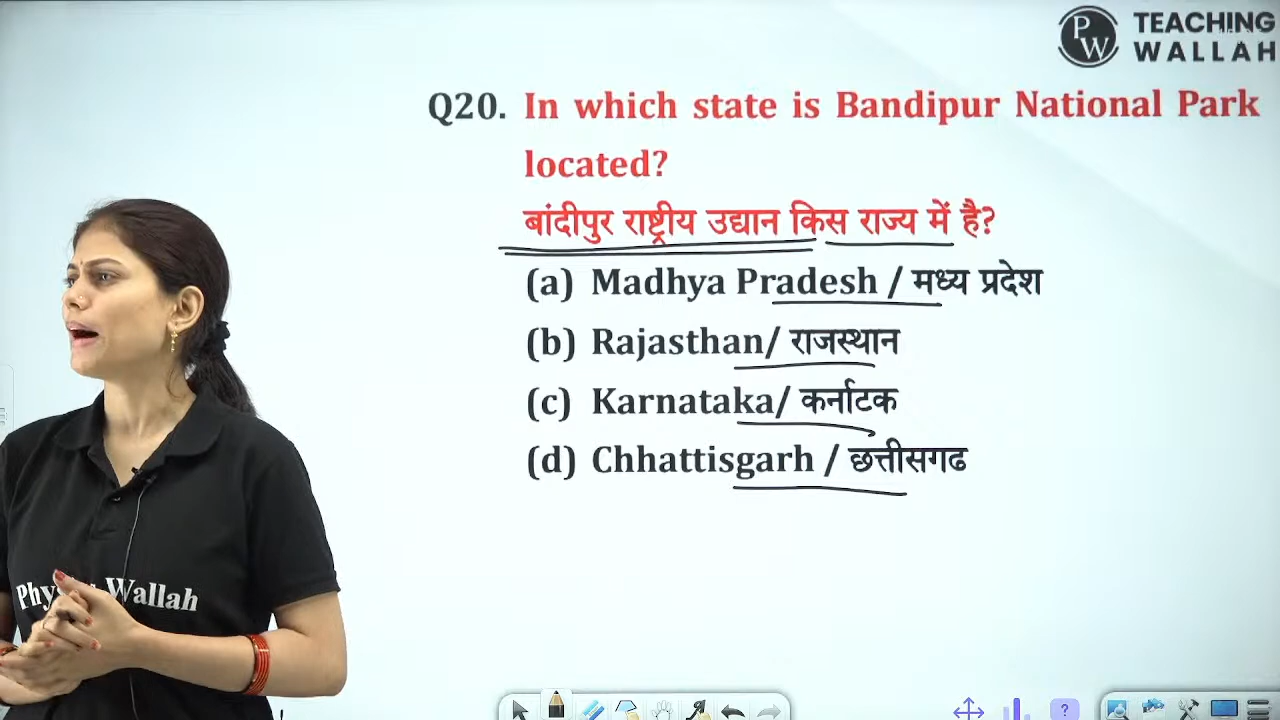 PW
TEACHING
WALLAH
Q20. In which state is Bandipur National Park
located?
बांदीपुर राष्ट्रीय उद्यान किस राज्य में है?
(a) Madhya Pradesh / मध्य प्रदेश
(b) Rajasthan/ राजस्थान
(c) Karnataka/ कर्नाटक
(d) Chhattisgarh / छत्तीसगढ
Wallah
?